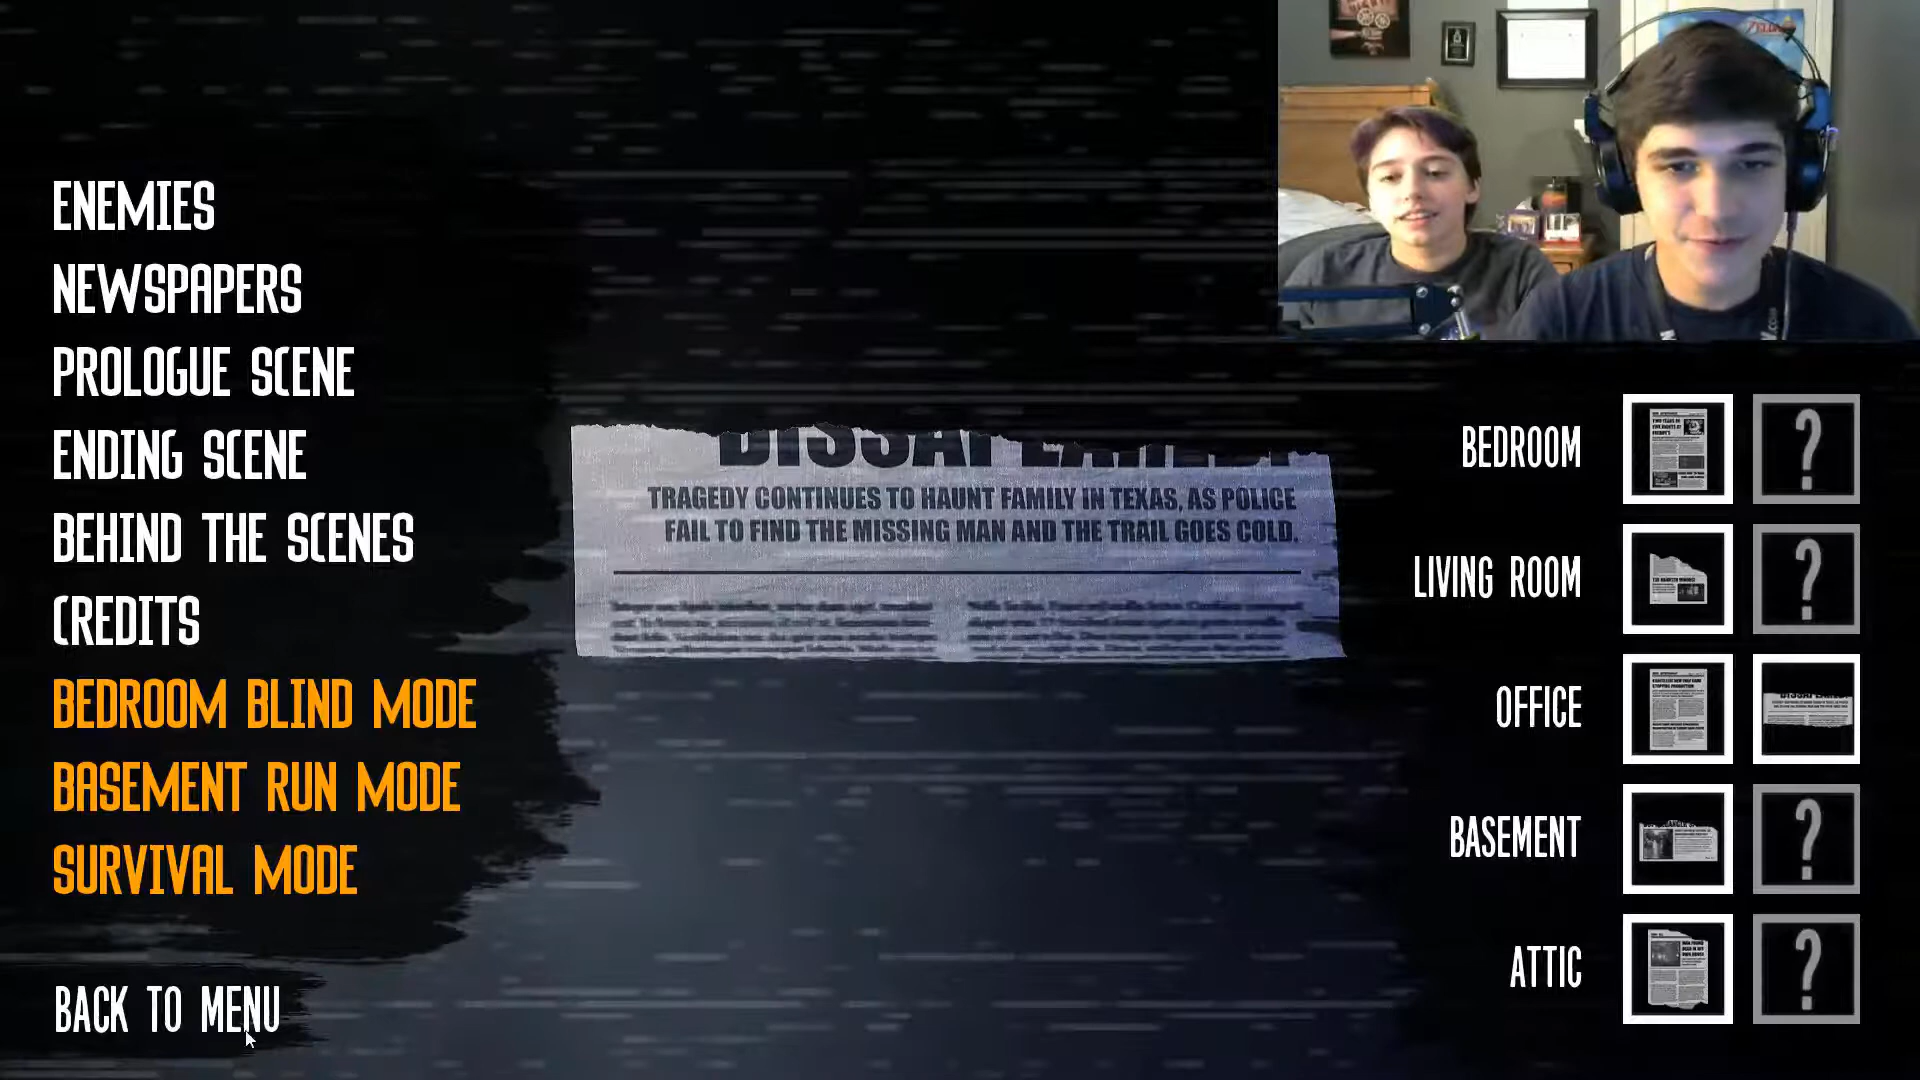 ENEMIES
NEWSPAPERS
PROLOGUE SCENE
ENDING SCENE
BEHIND THE SCENES
CREDITS
BEDROOM BLIND MODE
BASEMENT RUN MODE
SURVIVAL MODE
BACK TO MENU
TRAGEDY CONTINUES TO HAUNT FAMILY IN TEXAS, AS POLICE
FAIL TO FIND THE MISSING MAN AND THE TRAIL GOES COLD.
ZELDA
BEDROOM
?
LIVING ROOM
?
OFFICE
BASEMENT
?
ATTIC
?